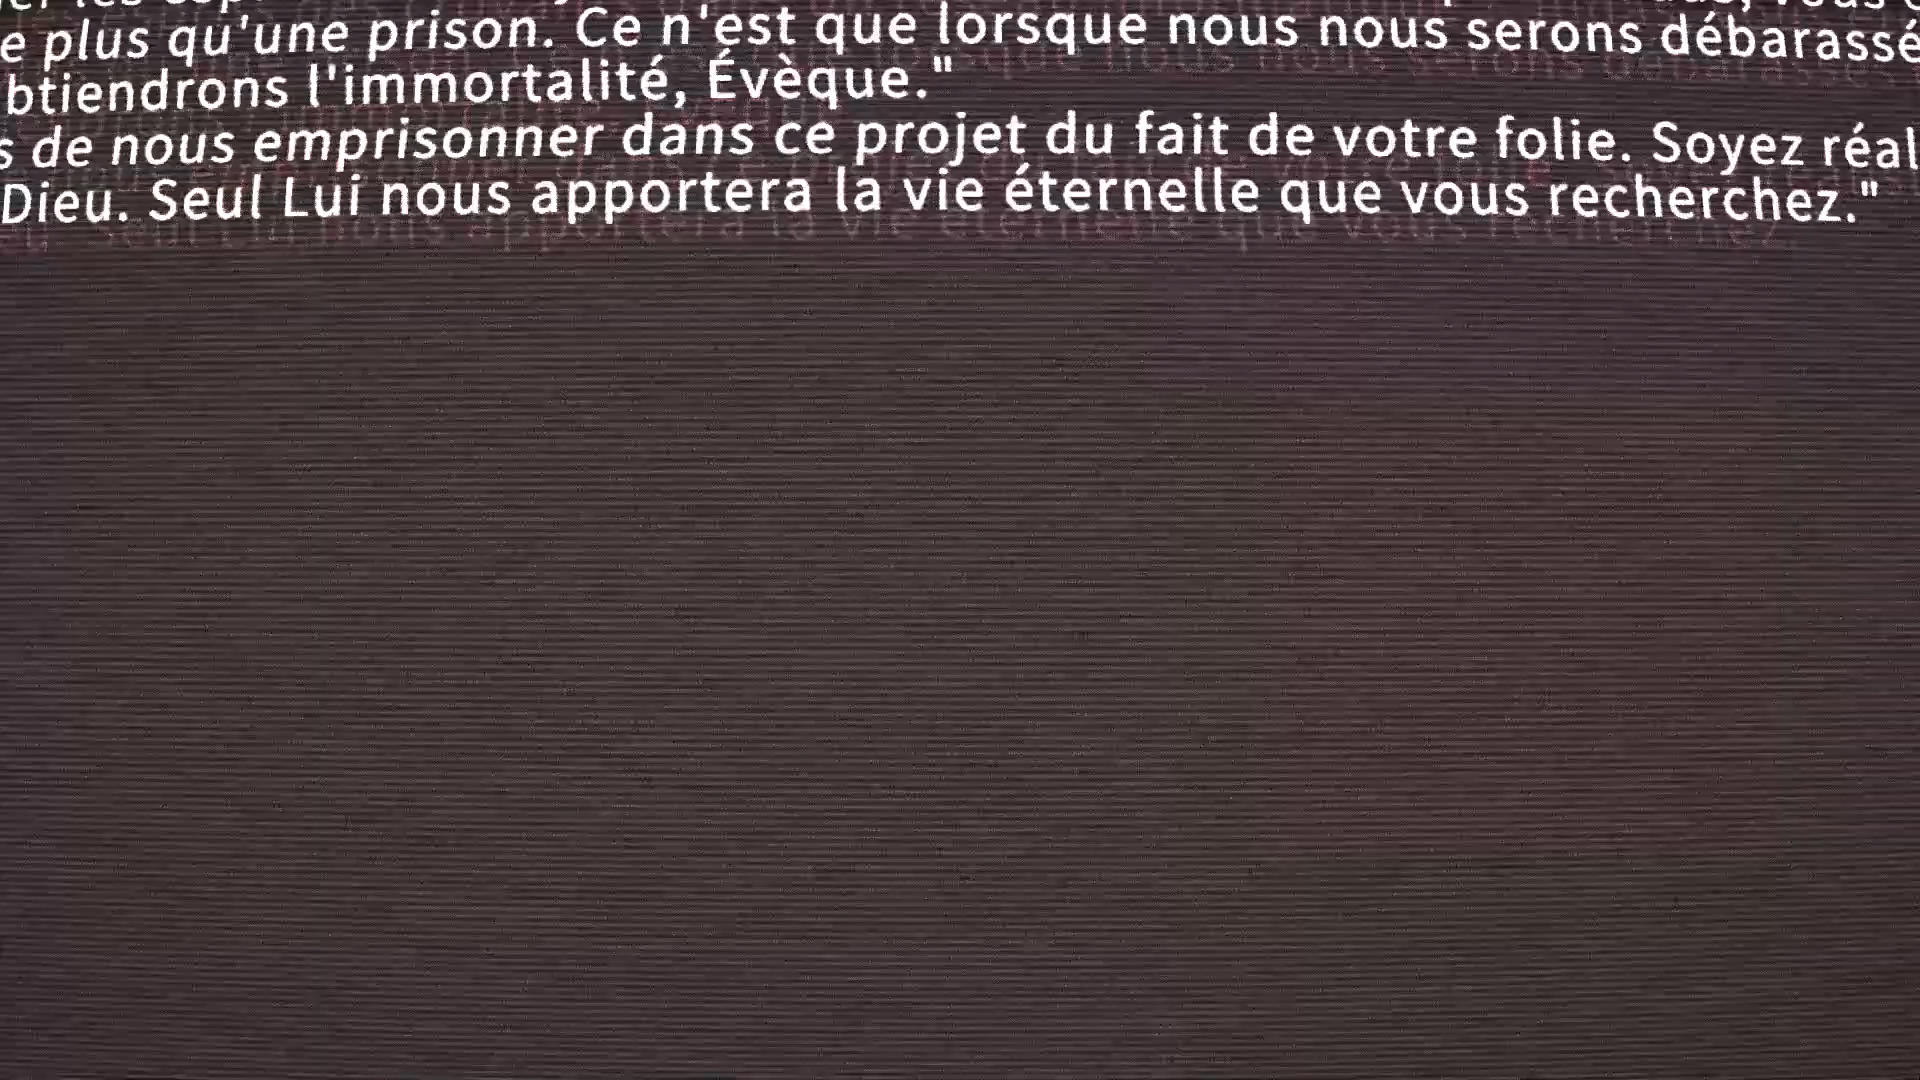 e plus qu'une prison. Ce n'est que lorsque nous nous serons débarassé
btiendrons l'immortalité, Évèque."
s de nous emprisonner dans ce projet du fait de votre folie. Soyez réal
Dieu. Seul Lui nous apportera la vie éternelle que vous recherchez."